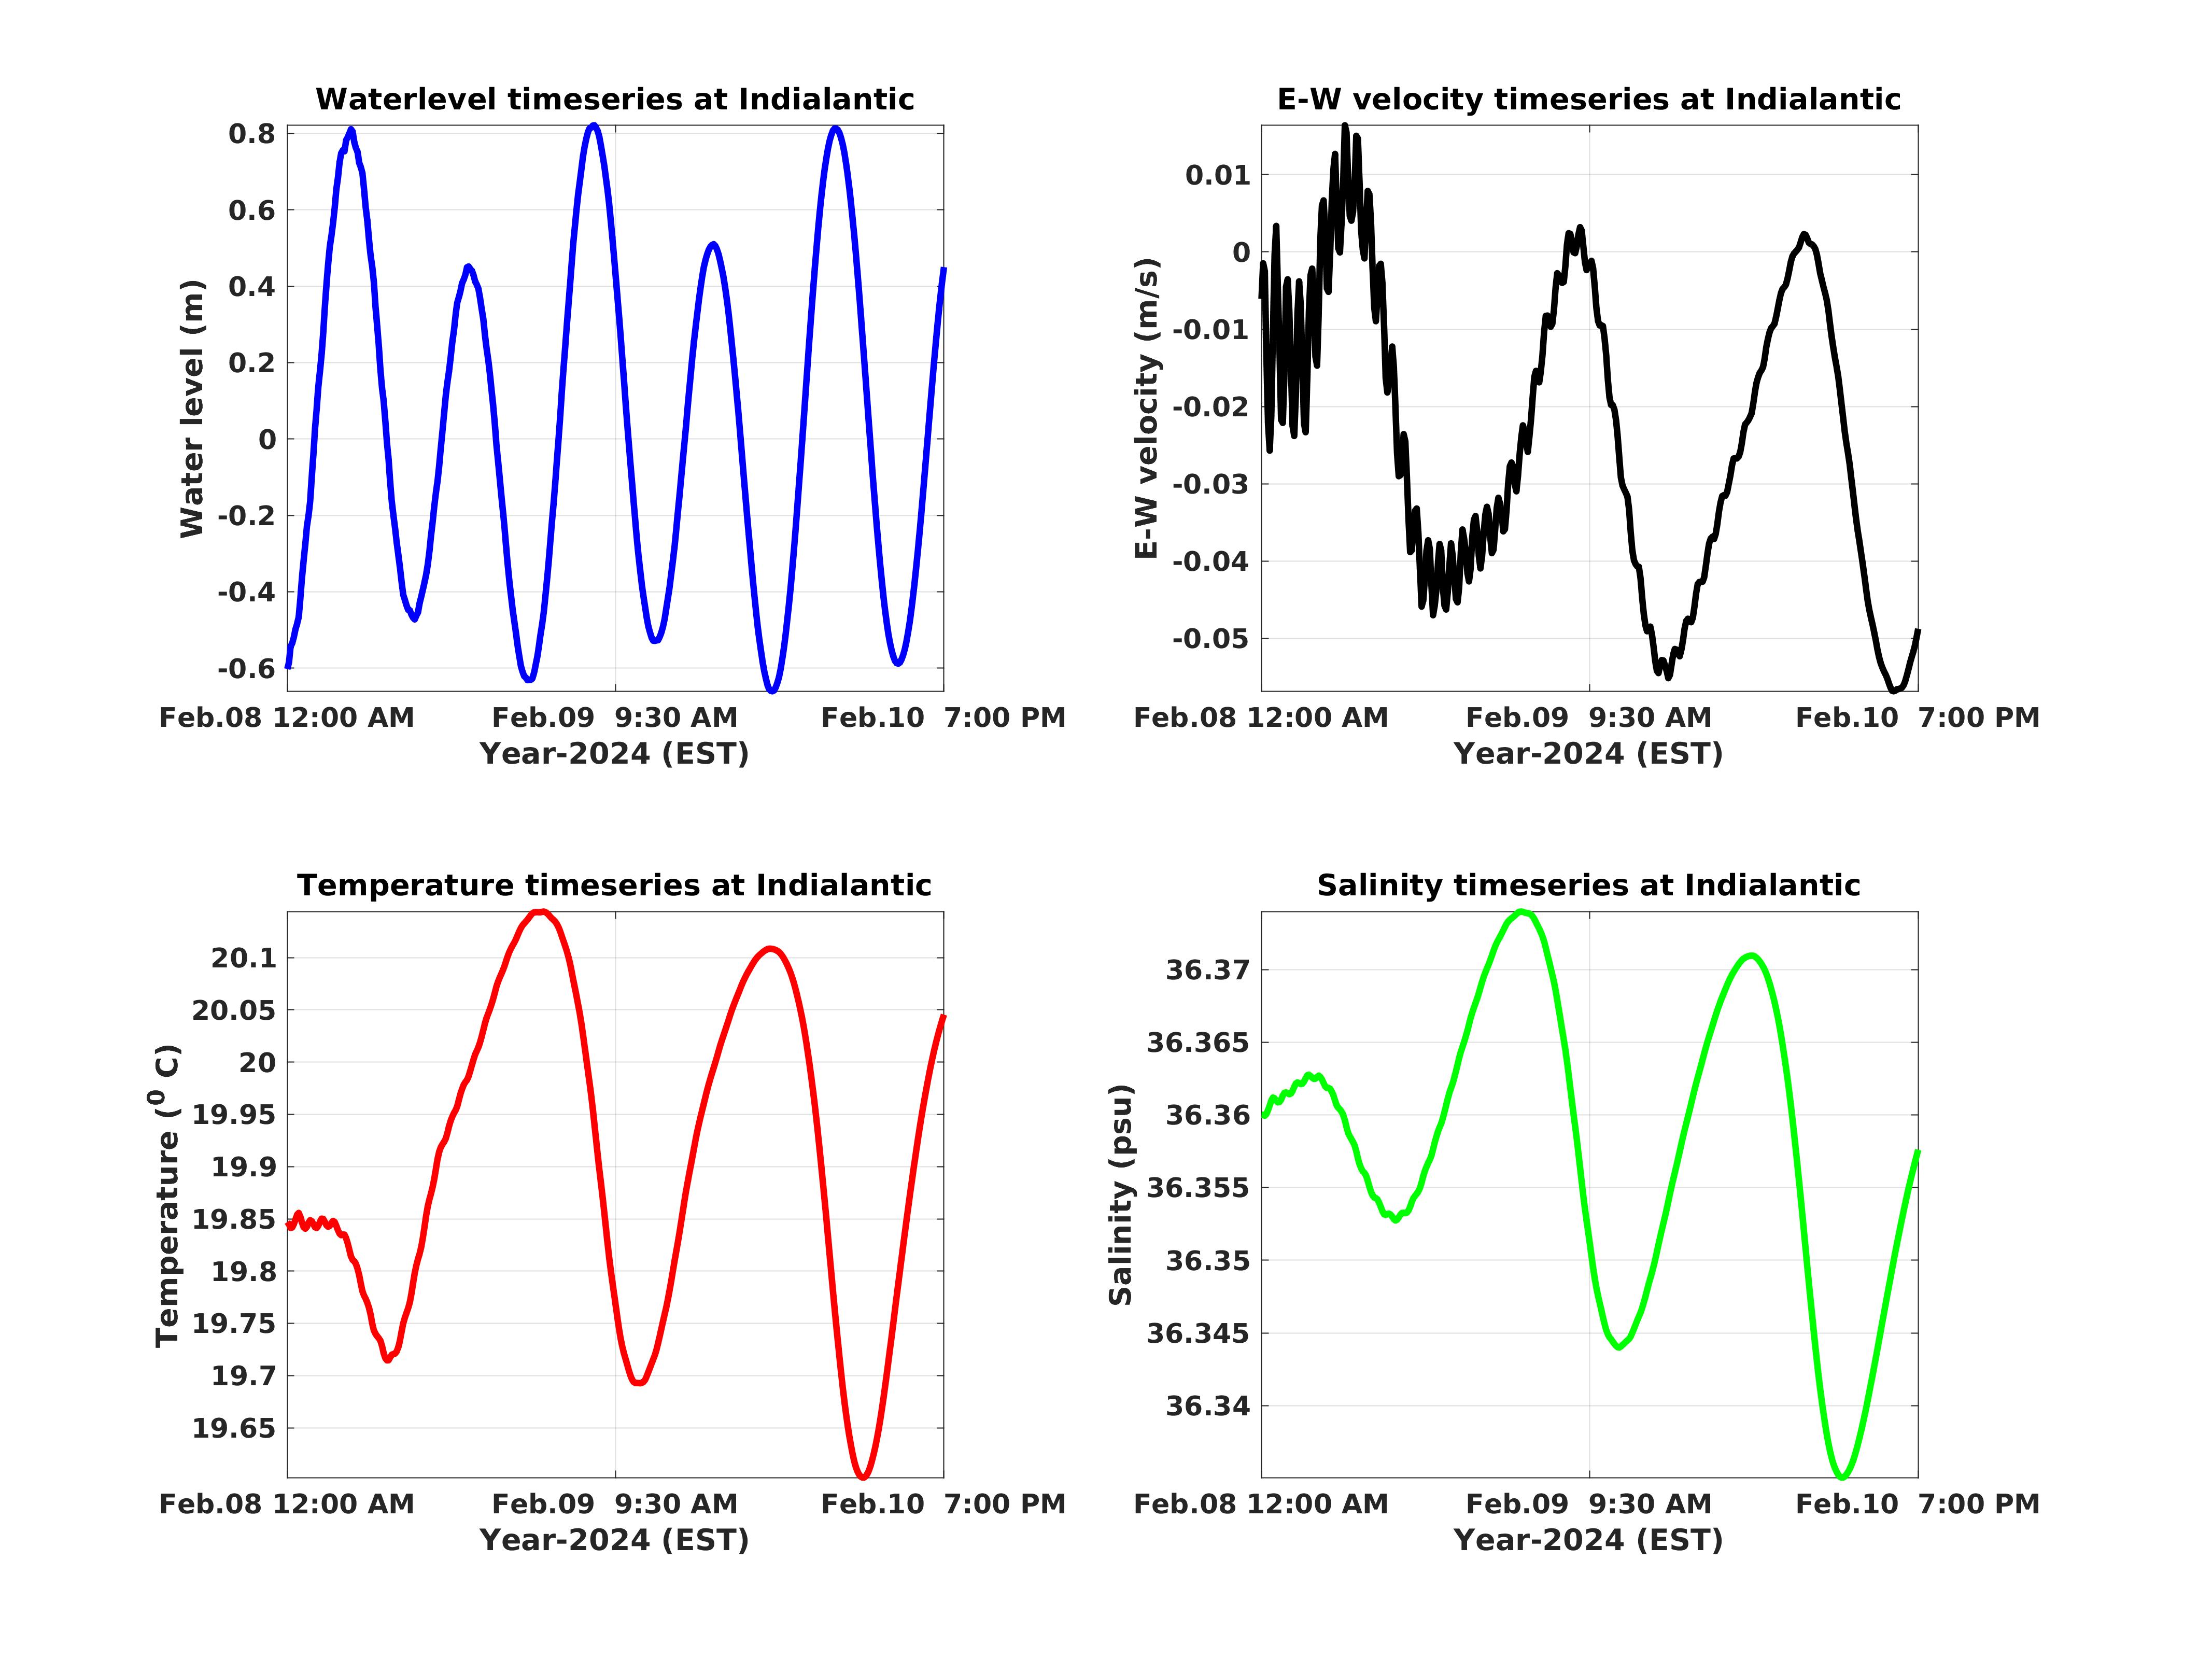 Waterlevel timeseries at Indialantic
0.8
0.6
0.4
0.2
0
-0.2
-0.4
-0.6
Water level (m)
Feb.08 12:00 AM
Feb.09 9:30 AM
Feb.10 7:00 PM
Year-2024 (EST)
E-W velocity timeseries at Indialantic
0.01
0
-0.01
-0.02
-0.03
-0.04
-0.05
E-W velocity (m/s)
Feb.08 12:00 AM
Feb.09 9:30 AM
Feb.10 7:00 PM
Year-2024 (EST)
Temperature timeseries at Indialantic
20.1
20.05
20
19.95
19.9
19.85
19.8
19.75
19.7
19.65
Temperature (⁰ C)
Feb.08 12:00 AM
Feb.09 9:30 AM
Feb.10 7:00 PM
Year-2024 (EST)
Salinity timeseries at Indialantic
36.37
36.365
36.36
36.355
36.35
36.345
36.34
Salinity (psu)
Feb.08 12:00 AM
Feb.09 9:30 AM
Feb.10 7:00 PM
Year-2024 (EST)